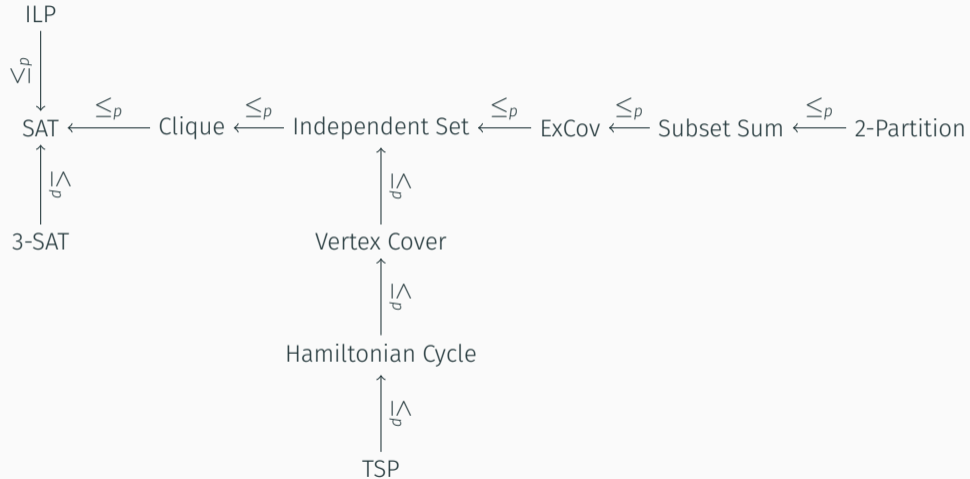 ILP
≤p
SAT ≤p Clique ≤p Independent Set ≤p ExCov ≤p Subset Sum ≤p 2-Partition
≤p ≤p
3-SAT Vertex Cover
≤p
Hamiltonian Cycle
≤p
TSP